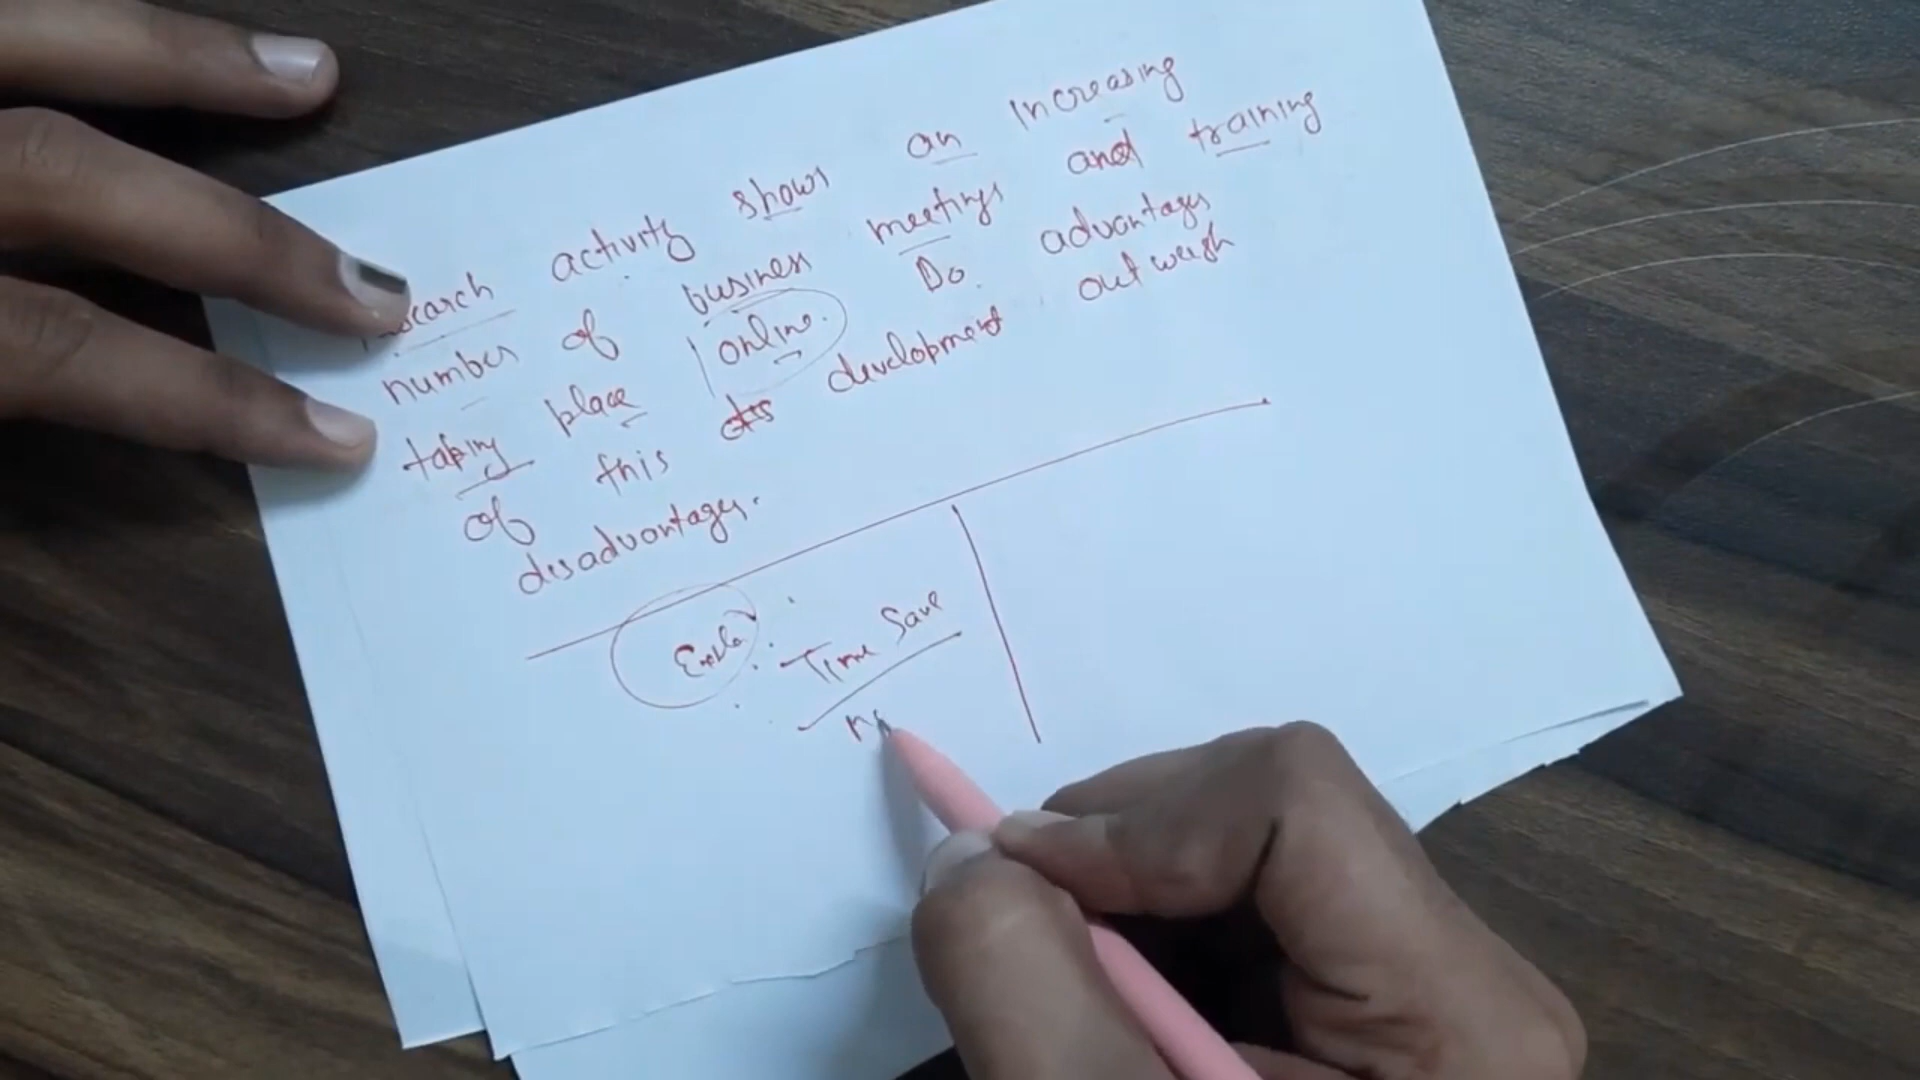 research activity shows an increasing
number of business meetings and training
taking place online. Do advantages
of this development outweigh
disadvantages.
Time Save